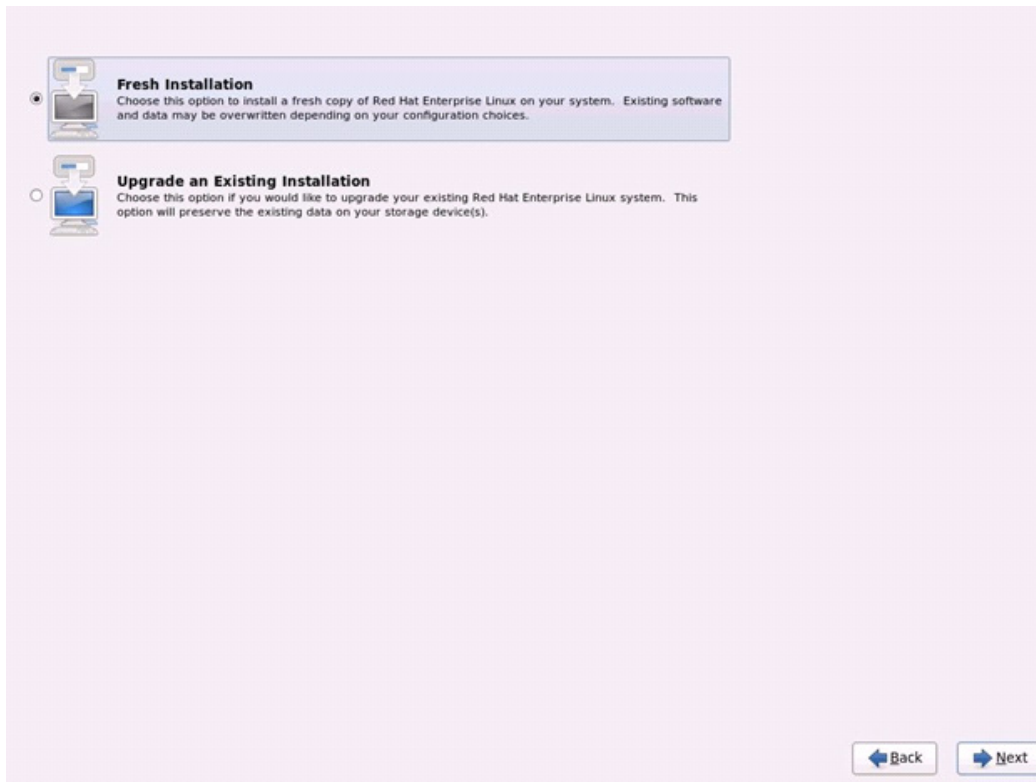 Fresh Installation
Choose this option to install a fresh copy of Red Hat Enterprise Linux on your system.  Existing software
and data may be overwritten depending on your configuration choices.
Upgrade an Existing Installation
Choose this option if you would like to upgrade your existing Red Hat Enterprise Linux system.  This
option will preserve the existing data on your storage device(s).
Back
Next